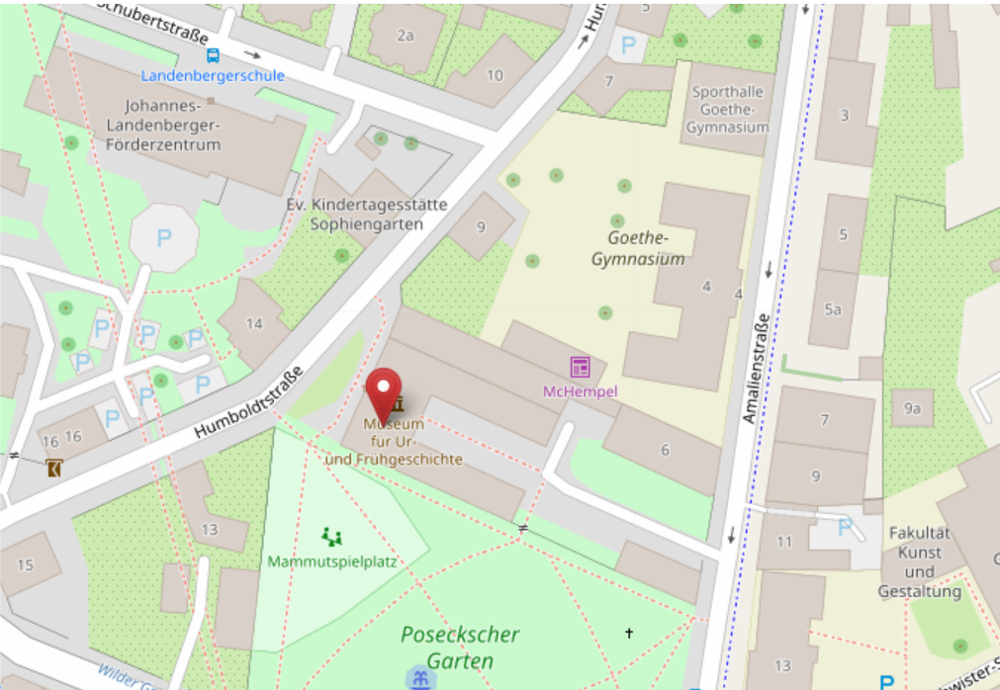 Schubertstraße
2a
10
5
P
7
Landenbergerschule
Johannes-
Landenberger-
Förderzentrum
Sporthalle
Goethe-
Gymnasium
3
Ev. Kindertagesstätte
Sophiengarten
9
P
Goethe-
Gymnasium
4
4
5
5a
14
P
P
P
P
P
P
P
Humboldtstraße
Amalienstraße
McHempel
Museum
für Ur-
und Frühgeschichte
16
16
6
7
9a
9
11
P
13
15
Mammutspielplatz
Fakultät
Kunst
und
Gestaltung
Poseckscher
Garten
13
P